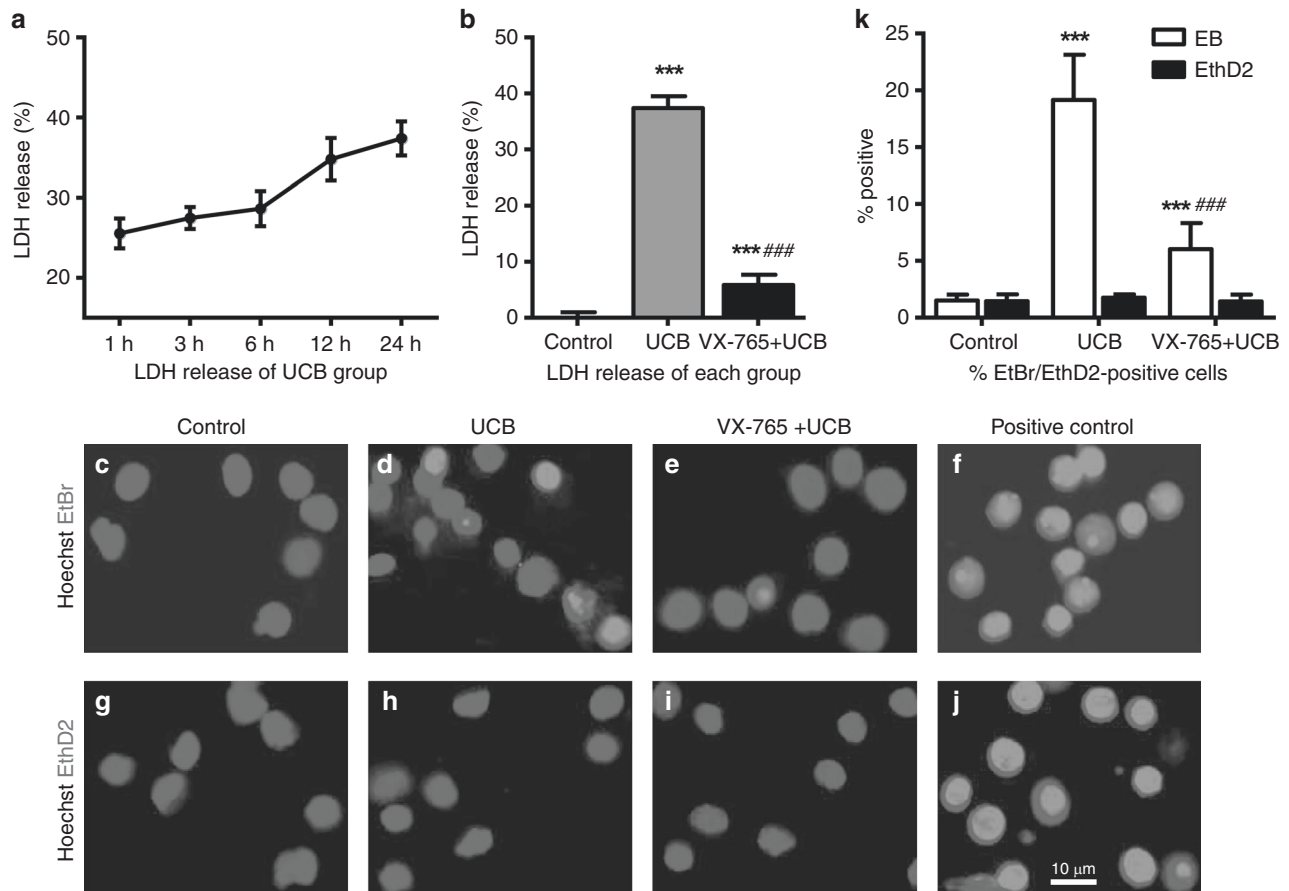 a
50
40
30
20
LDH release (%)
1 h 3 h 6 h 12 h 24 h
LDH release of UCB group
b
50
40
30
20
10
0
LDH release (%)
***
*** ###
Control UCB VX-765+UCB
LDH release of each group
k
25
20
15
10
5
0
% positive
EB
EthD2
***
*** ###
Control UCB VX-765+UCB
% EtBr/EthD2-positive cells
Control UCB VX-765 +UCB Positive control
Hoechst EtBr
c d e f
Hoechst EthD2
g h i j
10 μm